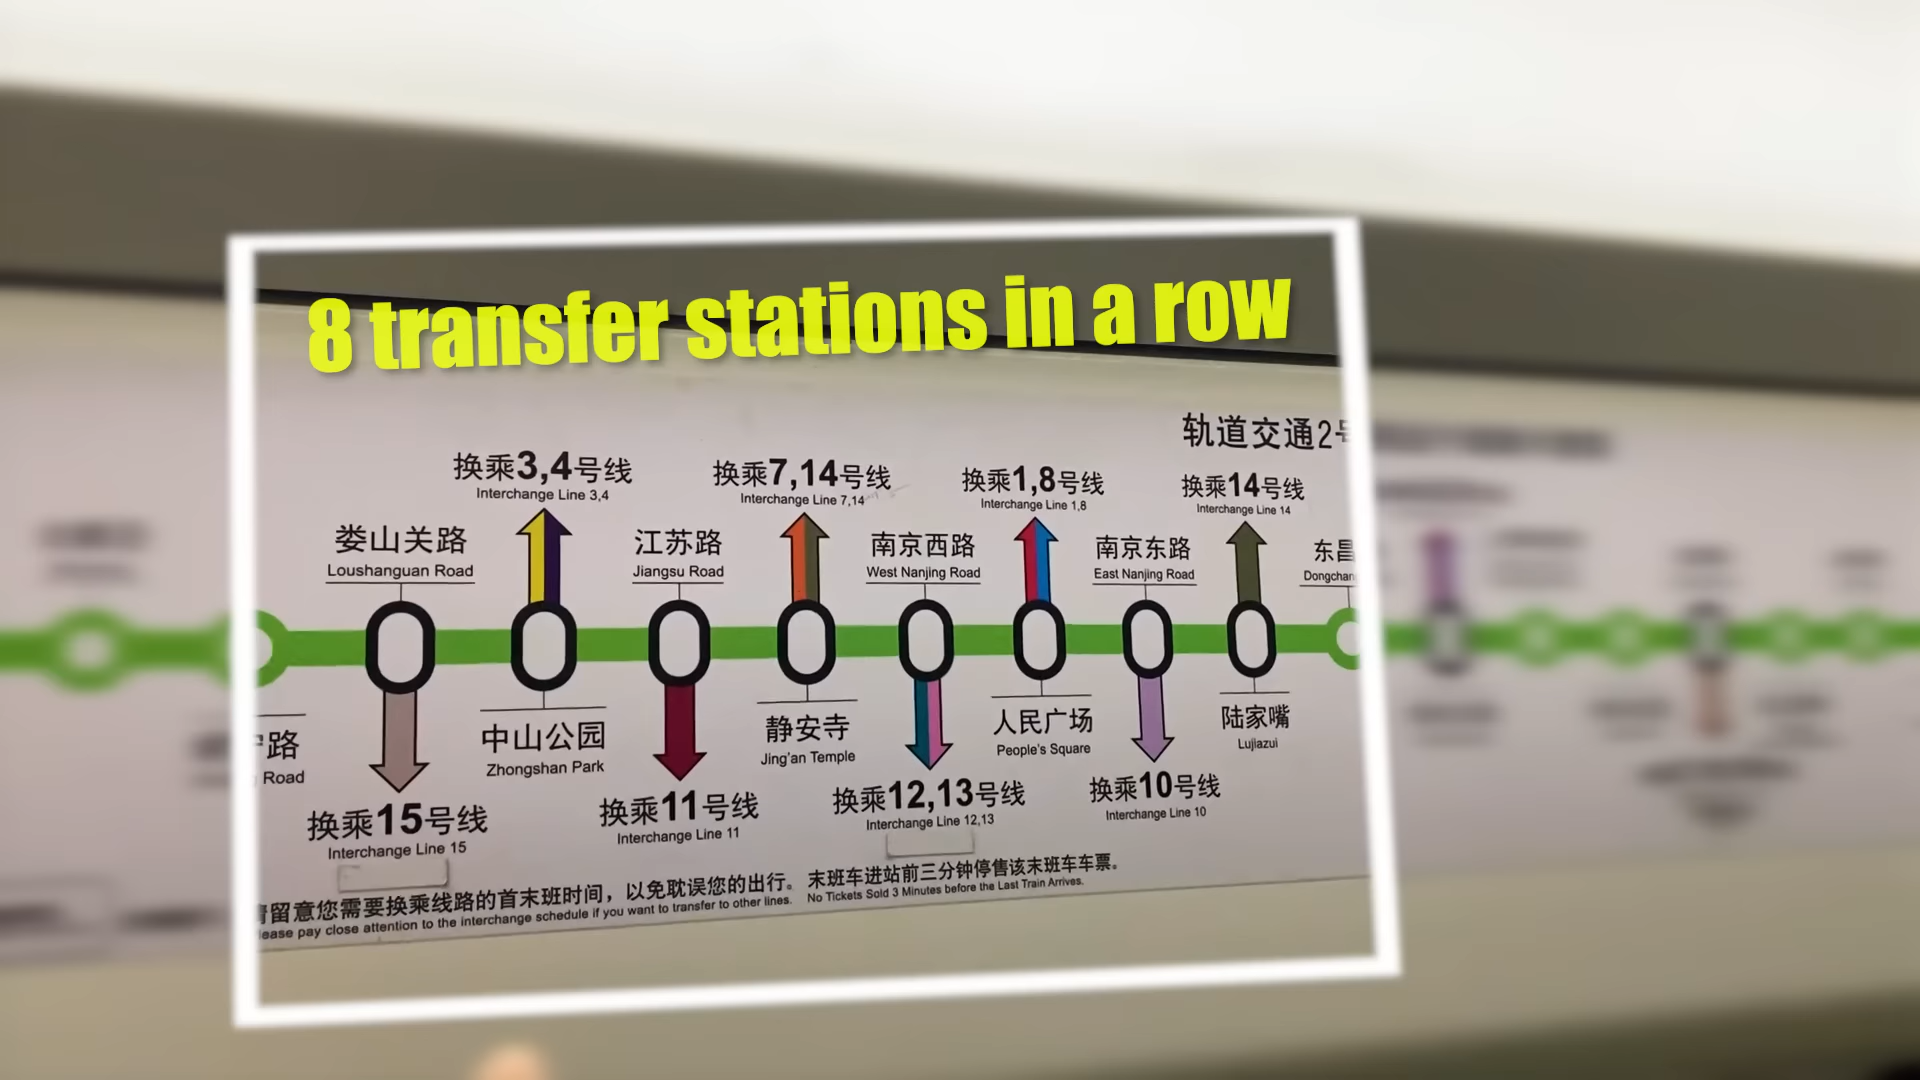 8 transfer stations in a row
轨道交通2
换乘3,4号线
Interchange Line 3,4
换乘7,14号线
Interchange Line 7,14
换乘1,8号线
Interchange Line 1,8
换乘14号线
Interchange Line 14
娄山关路
Loushanguan Road
江苏路
Jiangsu Road
南京西路
West Nanjing Road
南京东路
East Nanjing Road
东昌
Dongchan
路
Road
中山公园
Zhongshan Park
静安寺
Jing'an Temple
人民广场
People's Square
陆家嘴
Lujiazui
换乘15号线
Interchange Line 15
换乘11号线
Interchange Line 11
换乘12,13号线
Interchange Line 12,13
换乘10号线
Interchange Line 10
留意您需要换乘线路的首末班时间，以免耽误您的出行。 末班车进站前三分钟停售该末班车车票。
lease pay close attention to the interchange schedule if you want to transfer to other lines. No Tickets Sold 3 Minutes before the Last Train Arrives.